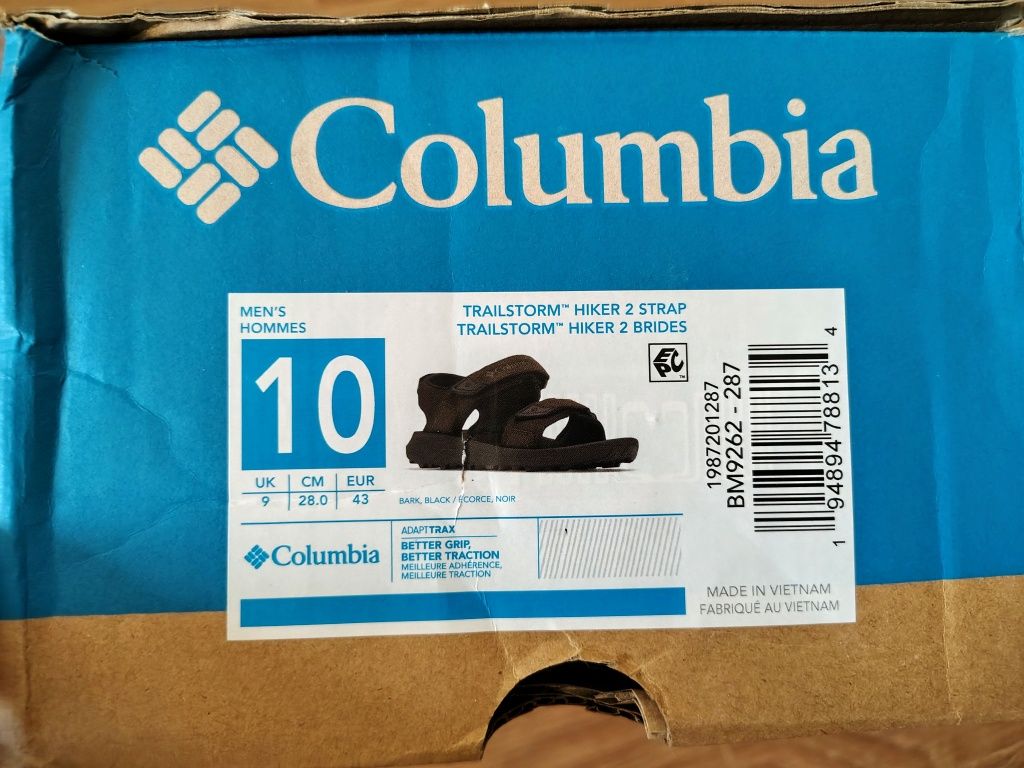 Columbia
MEN'S
HOMMES
10
UK
CM
EUR
9
28.0
43
TRAILSTORM™ HIKER 2 STRAP
TRAILSTORM™ HIKER 2 BRIDES
EPC™
BARK, BLACK / ÉCORCE, NOIR
Columbia
ADAPTTRAX
BETTER GRIP,
BETTER TRACTION
MEILLEURE ADHÉRENCE,
MEILLEURE TRACTION
1987201287
BM9262 - 287
1 94894 78813 4
MADE IN VIETNAM
FABRIQUÉ AU VIETNAM